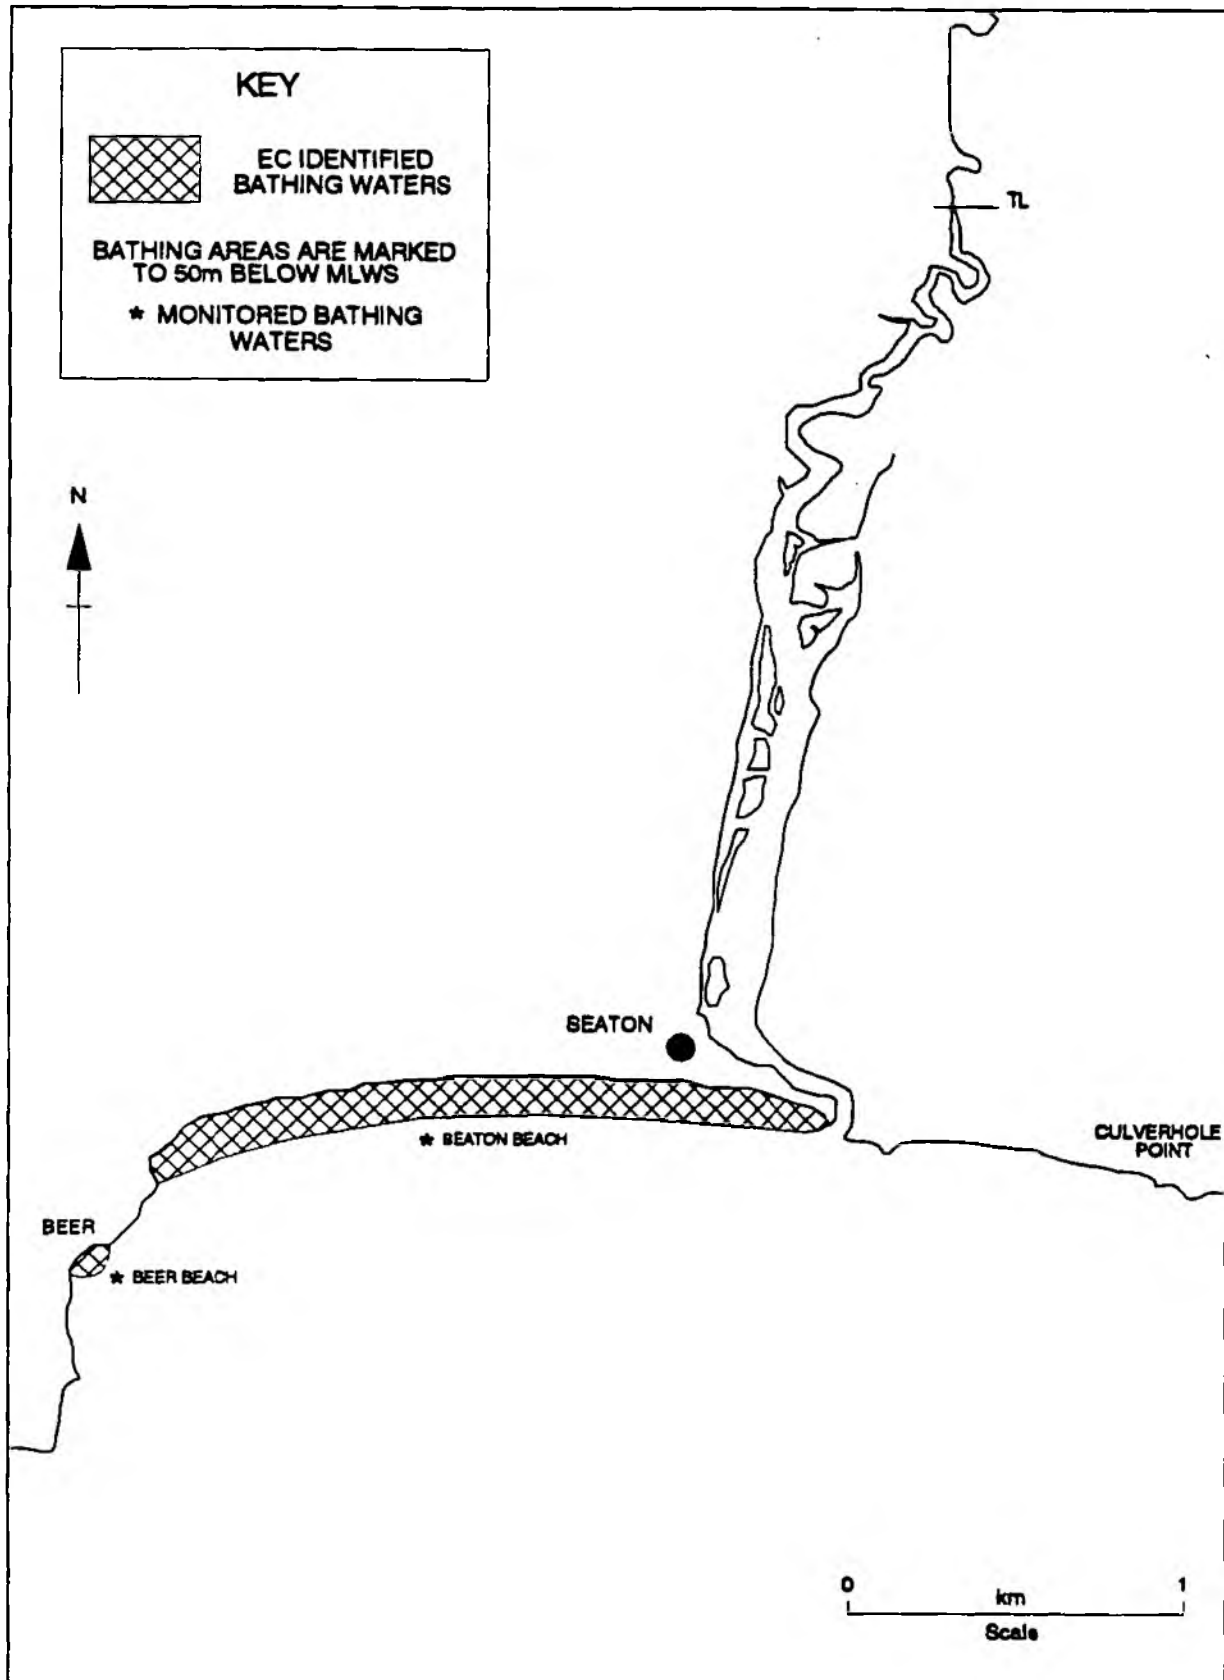 KEY
EC IDENTIFIED
BATHING WATERS
BATHING AREAS ARE MARKED
TO 50m BELOW MLWS
* MONITORED BATHING
WATERS
TL
N
SEATON
* SEATON BEACH
CULVERHOLE
POINT
BEER
* BEER BEACH
0 1
km
Scale